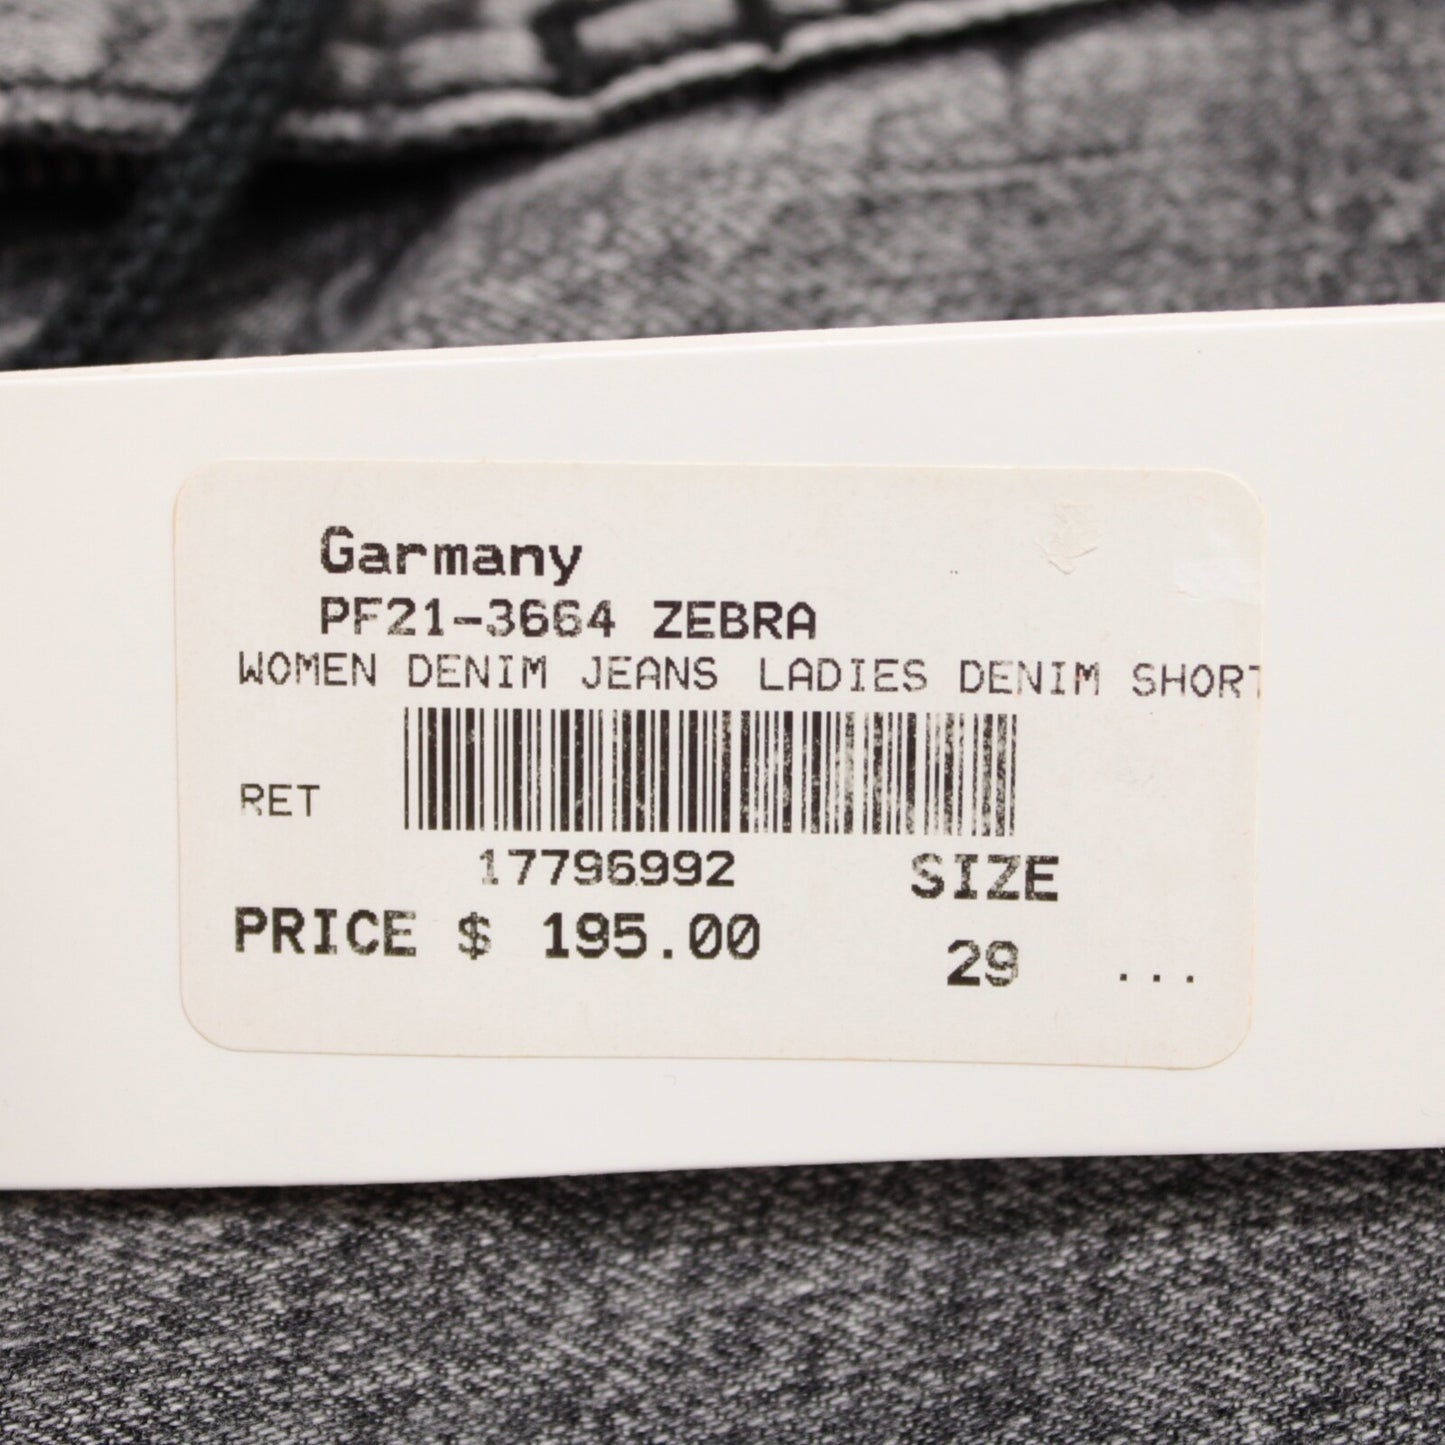 Garmany
PF21-3664 ZEBRA
WOMEN DENIM JEANS LADIES DENIM SHORT
RET
17796992
SIZE
PRICE $ 195.00
29 ...